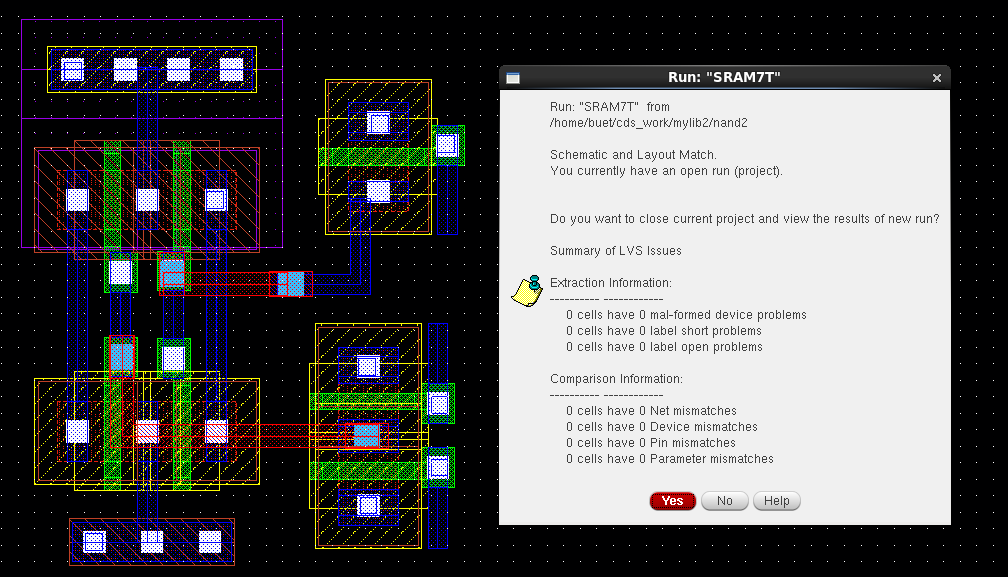 Run: "SRAM7T"
Run: "SRAM7T" from
/home/buet/cds_work/mylib2/nand2
Schematic and Layout Match.
You currently have an open run (project).
Do you want to close current project and view the results of new run?
Summary of LVS Issues
Extraction Information:
---------- ------------
0 cells have 0 mal-formed device problems
0 cells have 0 label short problems
0 cells have 0 label open problems
Comparison Information:
---------- ------------
0 cells have 0 Net mismatches
0 cells have 0 Device mismatches
0 cells have 0 Pin mismatches
0 cells have 0 Parameter mismatches
Yes No Help